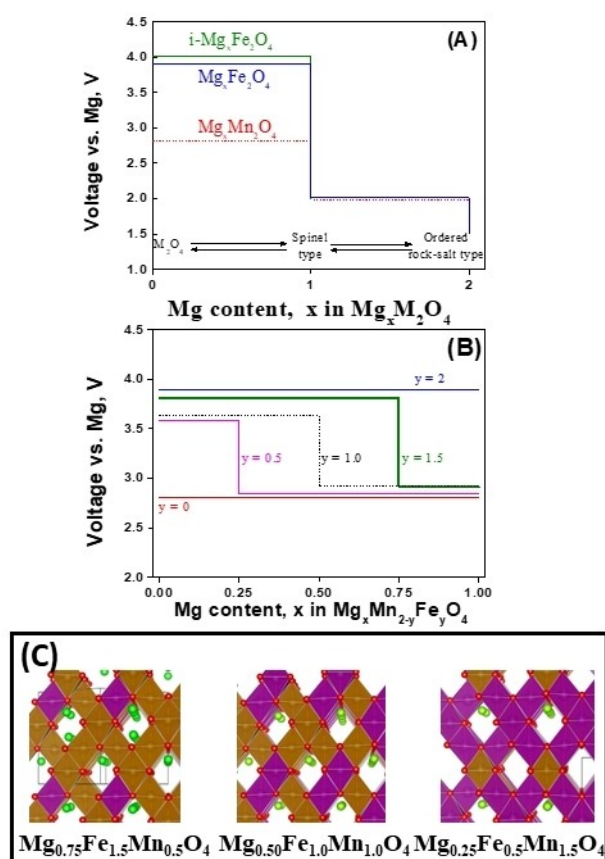 (A)
4.5
4.0
3.5
3.0
2.5
2.0
1.5
1.0
Voltage vs. Mg, V
i-MgₓFe₂O₄
MgₓFe₂O₄
MgₓMn₂O₄
M₂O₄
Spinel
type
Ordered
rock-salt type
0 1 2
Mg content, x in MgₓM₂O₄
(B)
4.5
4.0
3.5
3.0
2.5
2.0
Voltage vs. Mg, V
y = 2
y = 0.5
y = 1.0
y = 1.5
y = 0
0.00 0.25 0.50 0.75 1.00
Mg content, x in MgₓMn₂₋yFeyO₄
(C)
Mg₀.₇₅Fe₁.₅Mn₀.₅O₄ Mg₀.₅₀Fe₁.₀Mn₁.₀O₄ Mg₀.₂₅Fe₀.₅Mn₁.₅O₄